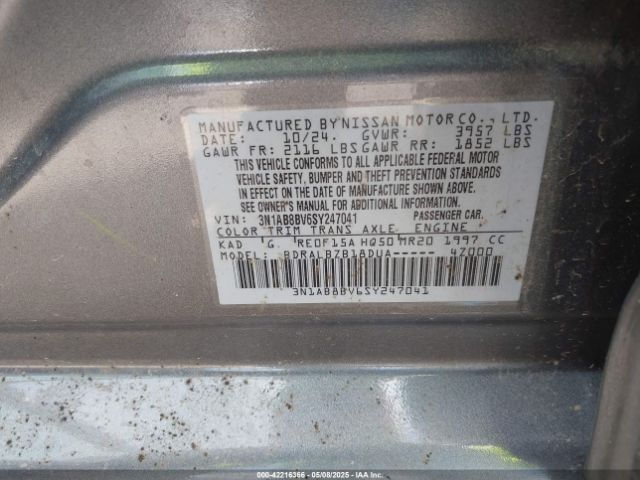 MANUFACTURED BY NISSAN MOTOR CO., LTD.
DATE: 10/24. GVWR: 3957 LBS
GAWR FR: 2116 LBS GAWR RR: 1852 LBS
THIS VEHICLE CONFORMS TO ALL APPLICABLE FEDERAL MOTOR
VEHICLE SAFETY, BUMPER AND THEFT PREVENTION STANDARDS
IN EFFECT ON THE DATE OF MANUFACTURE SHOWN ABOVE.
SEE OWNER'S MANUAL FOR ADDITIONAL INFORMATION.
VIN: 3N1AB8BV6SY247041 PASSENGER CAR.
COLOR TRIM TRANS AXLE ENGINE
KAD 'G. RE0F15A HQ50 MR20 1997 CC
MODEL: BDRALBZB18DUA----- 4Z000
3N1AB8BV6SY247041
000-42216366 - 05/08/2025 - IAA Inc.